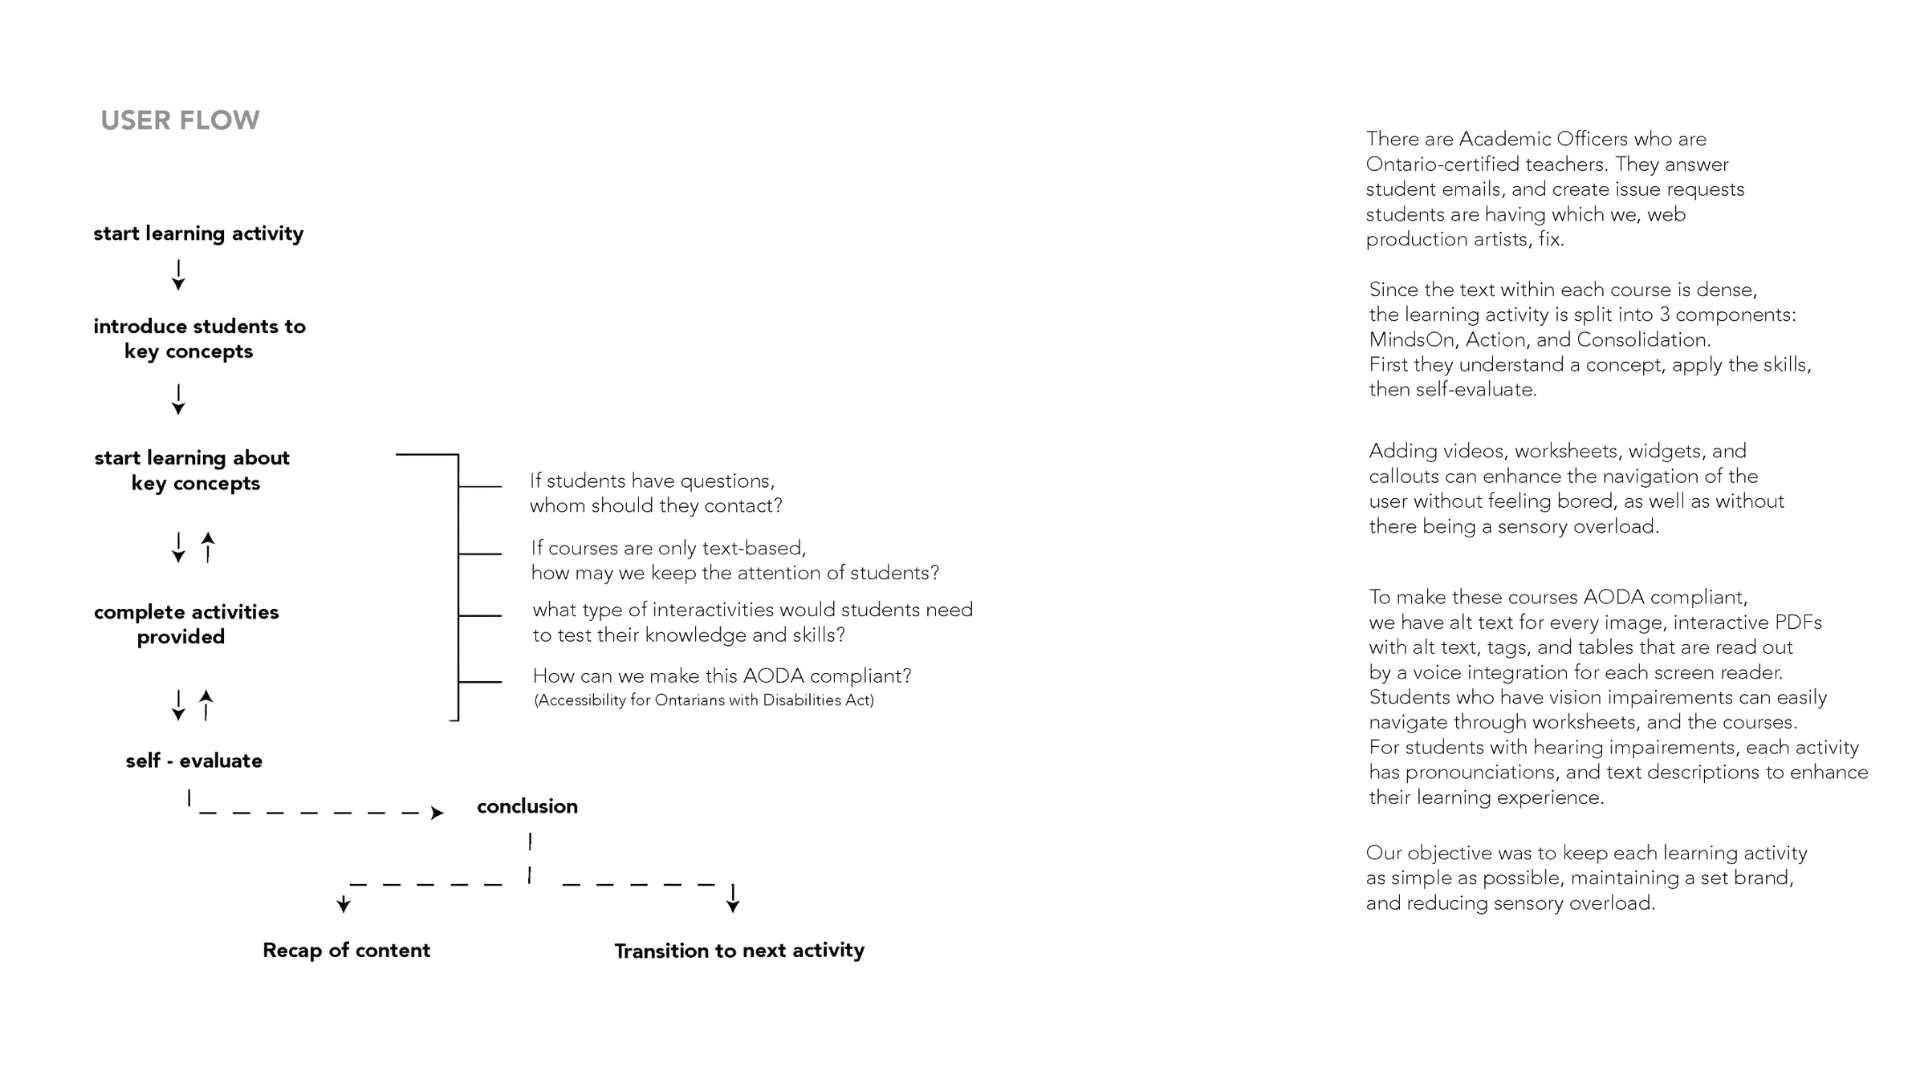 USER FLOW
start learning activity
introduce students to
key concepts
start learning about
key concepts
complete activities
provided
self - evaluate
conclusion
Recap of content
Transition to next activity
If students have questions,
whom should they contact?
If courses are only text-based,
how may we keep the attention of students?
what type of interactivities would students need
to test their knowledge and skills?
How can we make this AODA compliant?
(Accessibility for Ontarians with Disabilities Act)
There are Academic Officers who are
Ontario-certified teachers. They answer
student emails, and create issue requests
students are having which we, web
production artists, fix.
Since the text within each course is dense,
the learning activity is split into 3 components:
MindsOn, Action, and Consolidation.
First they understand a concept, apply the skills,
then self-evaluate.
Adding videos, worksheets, widgets, and
callouts can enhance the navigation of the
user without feeling bored, as well as without
there being a sensory overload.
To make these courses AODA compliant,
we have alt text for every image, interactive PDFs
with alt text, tags, and tables that are read out
by a voice integration for each screen reader.
Students who have vision impairements can easily
navigate through worksheets, and the courses.
For students with hearing impairements, each activity
has pronounciations, and text descriptions to enhance
their learning experience.
Our objective was to keep each learning activity
as simple as possible, maintaining a set brand,
and reducing sensory overload.